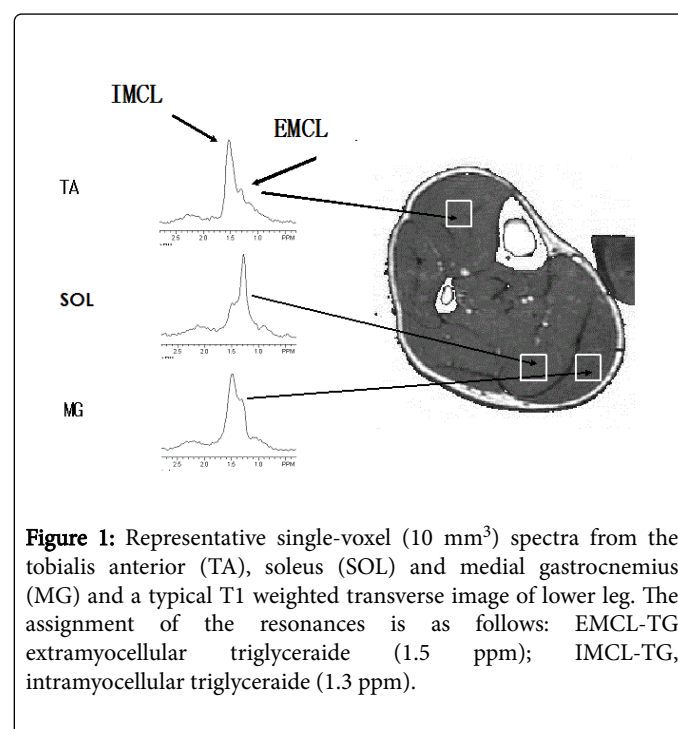 IMCL
EMCL
TA
2.5 2.0 1.5 1.0 PPM
SOL
2.5 2.0 1.5 1.0 PPM
MG
2.5 2.0 1.5 1.0 PPM
Figure 1: Representative single-voxel (10 mm³) spectra from the
tobialis anterior (TA), soleus (SOL) and medial gastrocnemius
(MG) and a typical T1 weighted transverse image of lower leg. The
assignment of the resonances is as follows: EMCL-TG
extramyocellular triglyceraide (1.5 ppm); IMCL-TG,
intramyocellular triglyceraide (1.3 ppm).